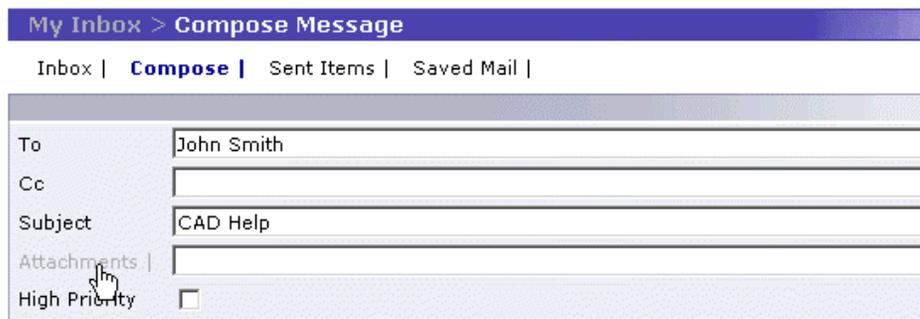 My Inbox > Compose Message
Inbox | Compose | Sent Items | Saved Mail |
To John Smith
Cc
Subject CAD Help
Attachments |
High Priority